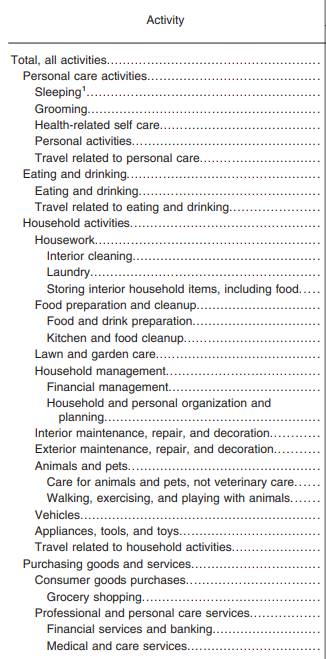 Activity
Total, all activities
Personal care activities
Sleeping¹
Grooming
Health-related self care
Personal activities
Travel related to personal care
Eating and drinking
Eating and drinking
Travel related to eating and drinking
Household activities
Housework
Interior cleaning
Laundry
Storing interior household items, including food
Food preparation and cleanup
Food and drink preparation
Kitchen and food cleanup
Lawn and garden care
Household management
Financial management
Household and personal organization and
planning
Interior maintenance, repair, and decoration
Exterior maintenance, repair, and decoration
Animals and pets
Care for animals and pets, not veterinary care
Walking, exercising, and playing with animals
Vehicles
Appliances, tools, and toys
Travel related to household activities
Purchasing goods and services
Consumer goods purchases
Grocery shopping
Professional and personal care services
Financial services and banking
Medical and care services